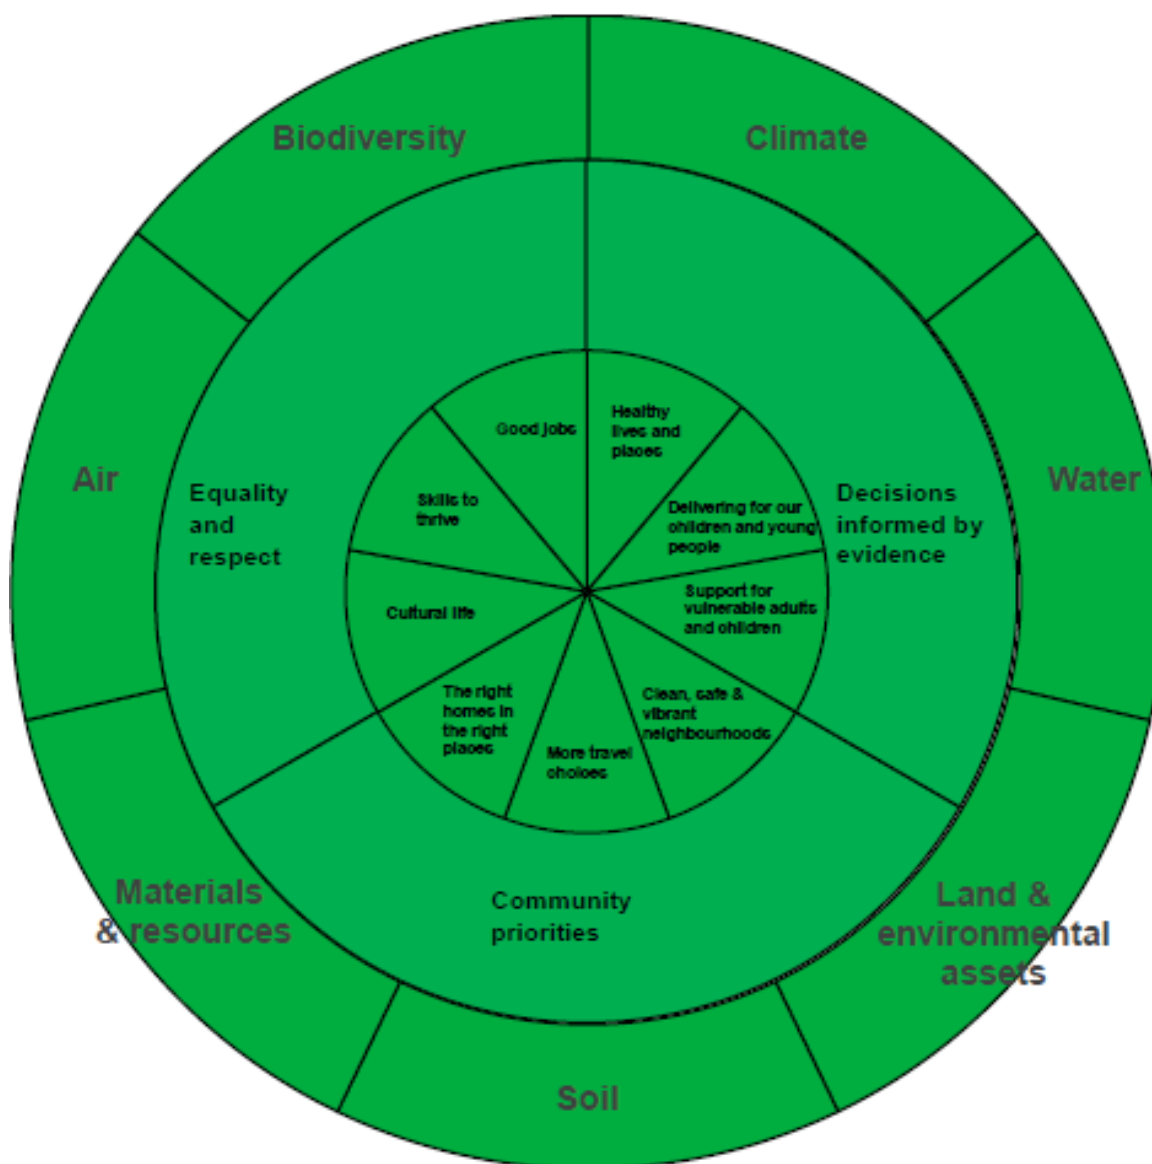 Biodiversity
Climate
Air
Water
Equality
and
respect
Decisions
informed by
evidence
Good jobs
Healthy
lives and
places
Skills to
thrive
Delivering for our
children and young
people
Cultural life
Support for
vulnerable adults
and children
The right
homes in
the right
places
More travel
choices
Clean, safe &
vibrant
neighbourhoods
Materials
& resources
Community
priorities
Land &
environmental
assets
Soil